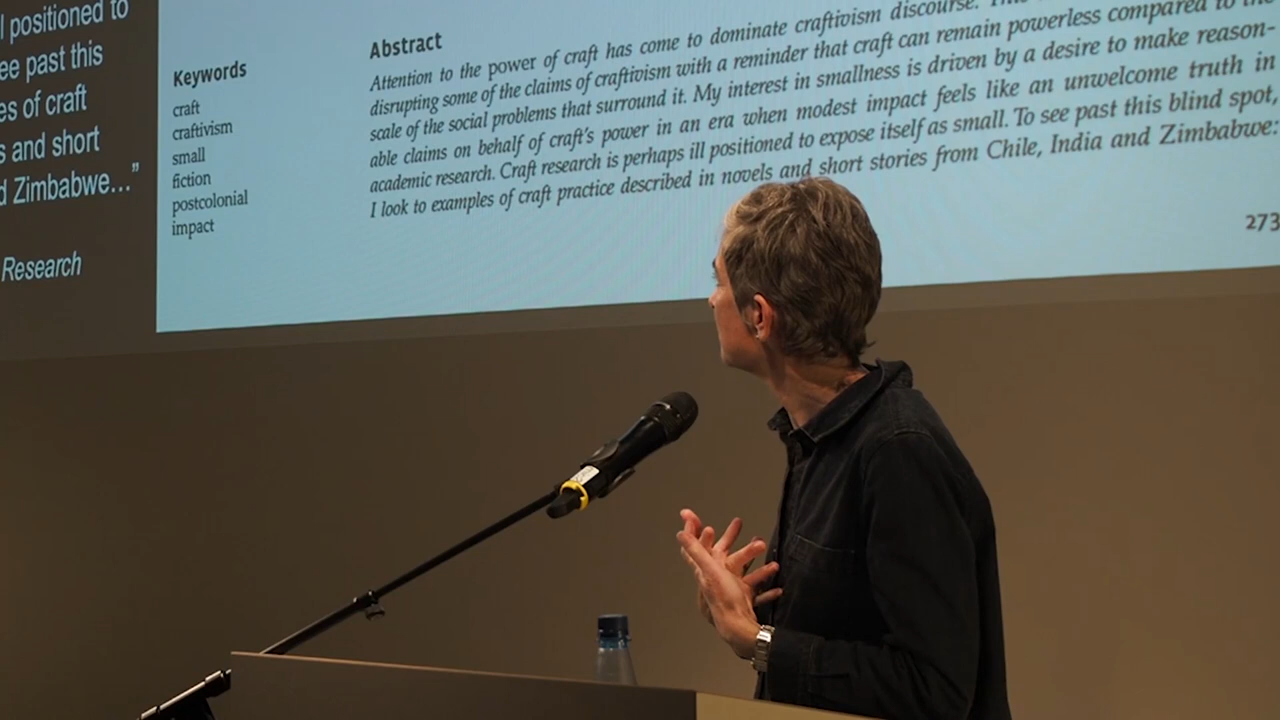 l positioned to
ee past this
es of craft
s and short
d Zimbabwe...”
Research
Keywords
craft
craftivism
small
fiction
postcolonial
impact
Abstract
Attention to the power of craft has come to dominate craftivism discourse. This
disrupting some of the claims of craftivism with a reminder that craft can remain powerless compared to the
scale of the social problems that surround it. My interest in smallness is driven by a desire to make reason-
able claims on behalf of craft’s power in an era when modest impact feels like an unwelcome truth in
academic research. Craft research is perhaps ill positioned to expose itself as small. To see past this blind spot,
I look to examples of craft practice described in novels and short stories from Chile, India and Zimbabwe:
273